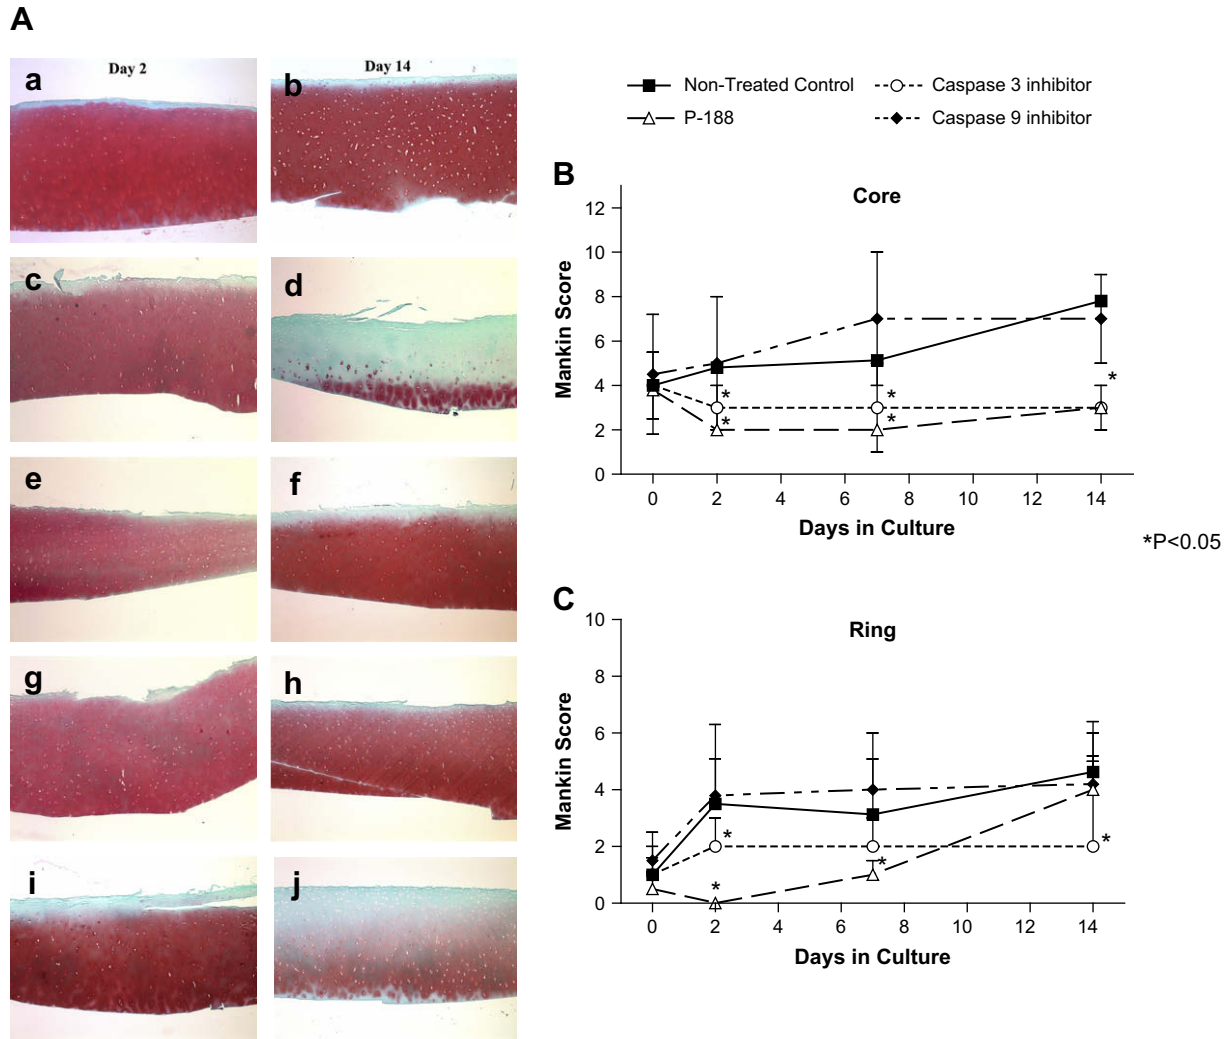 A
Day 2
Day 14
a
b
c
d
e
f
g
h
i
j
Non-Treated Control
Caspase 3 inhibitor
P-188
Caspase 9 inhibitor
B
Core
Mankin Score
12
10
8
6
4
2
0
*
*
*
*
*
0 2 4 6 8 10 12 14
Days in Culture
*P<0.05
C
Ring
Mankin Score
10
8
6
4
2
0
*
*
*
*
0 2 4 6 8 10 12 14
Days in Culture